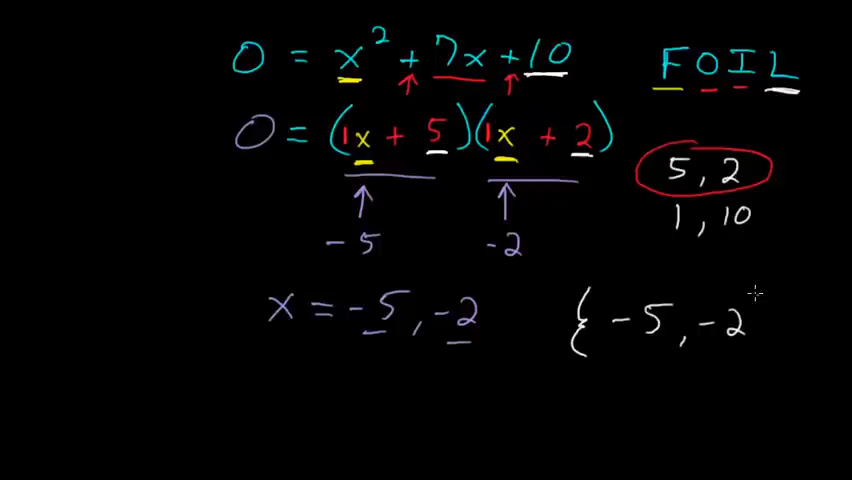 0 = x² + 7x + 10
FOIL
0 = (1x + 5)(1x + 2)
5, 2
1, 10
-5 -2
x = -5, -2
{ -5, -2